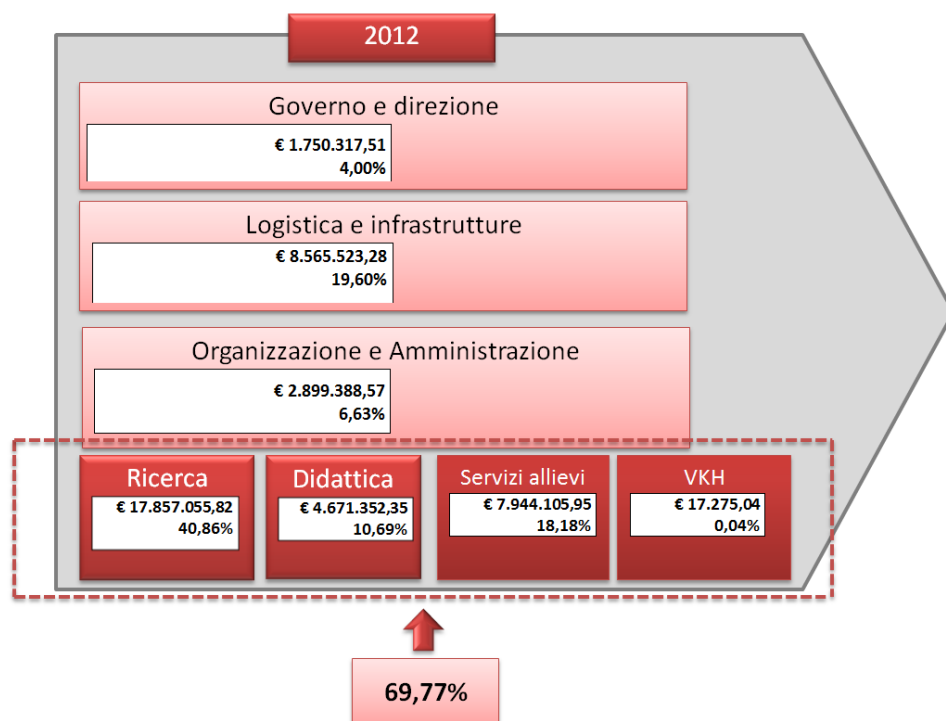 2012
Governo e direzione
€ 1.750.317,51
4,00%
Logistica e infrastrutture
€ 8.565.523,28
19,60%
Organizzazione e Amministrazione
€ 2.899.388,57
6,63%
Ricerca
€ 17.857.055,82
40,86%
Didattica
€ 4.671.352,35
10,69%
Servizi allievi
€ 7.944.105,95
18,18%
VKH
€ 17.275,04
0,04%
69,77%